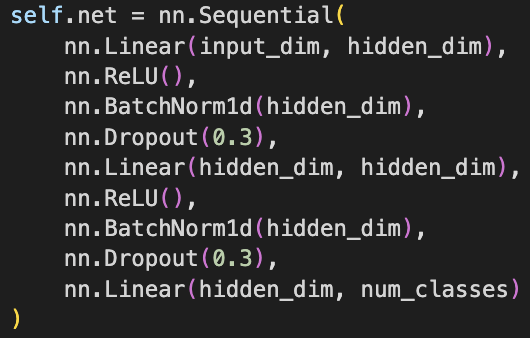 self.net = nn.Sequential(
    nn.Linear(input_dim, hidden_dim),
    nn.ReLU(),
    nn.BatchNorm1d(hidden_dim),
    nn.Dropout(0.3),
    nn.Linear(hidden_dim, hidden_dim),
    nn.ReLU(),
    nn.BatchNorm1d(hidden_dim),
    nn.Dropout(0.3),
    nn.Linear(hidden_dim, num_classes)
)